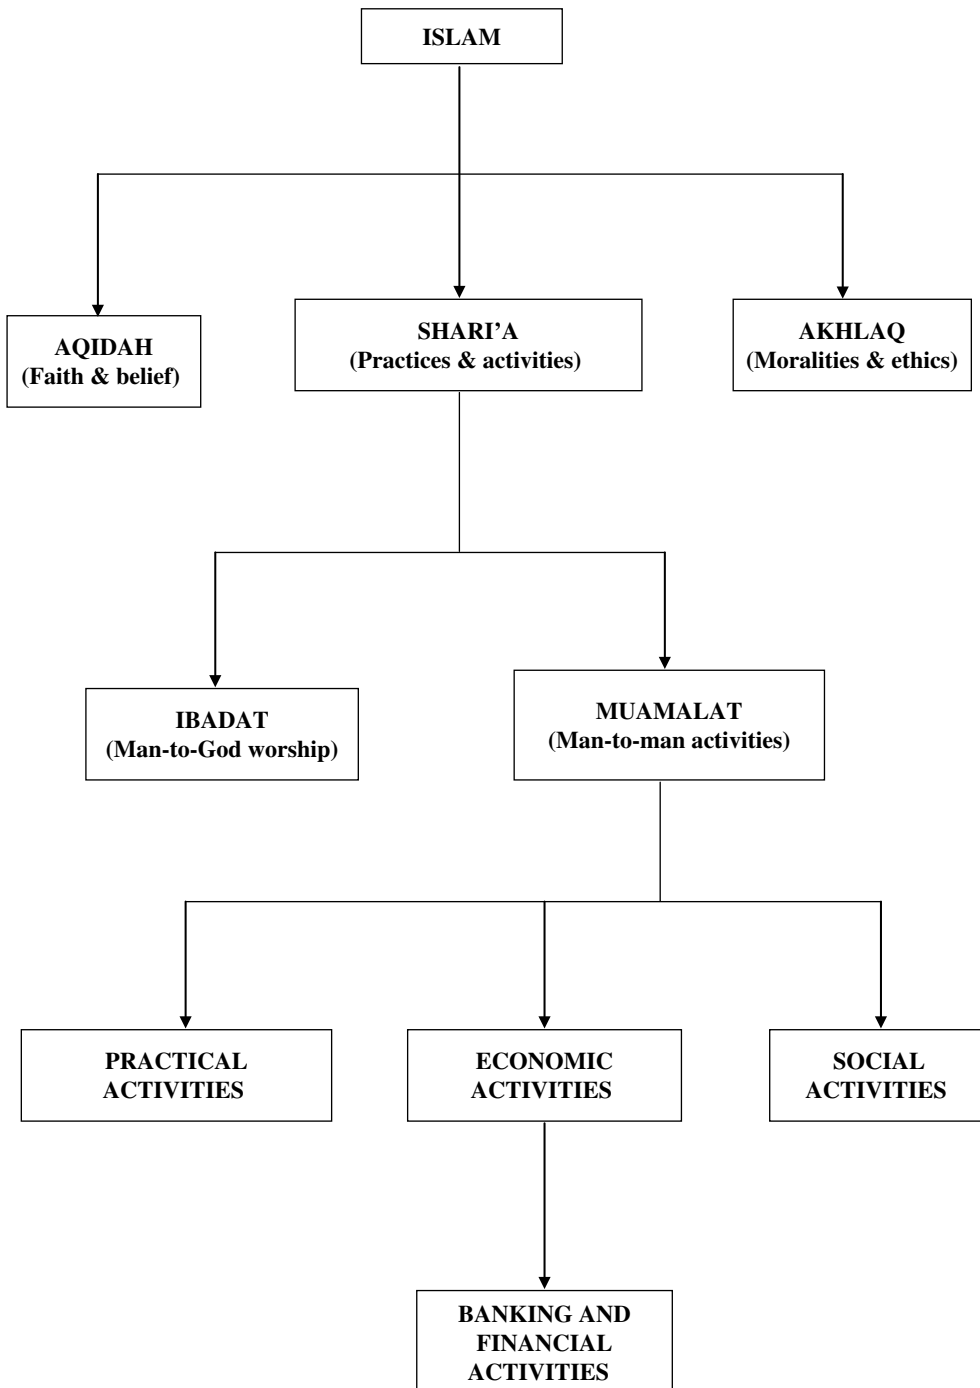 ISLAM
AQIDAH
(Faith & belief)
SHARI’A
(Practices & activities)
AKHLAQ
(Moralities & ethics)
IBADAT
(Man-to-God worship)
MUAMALAT
(Man-to-man activities)
PRACTICAL
ACTIVITIES
ECONOMIC
ACTIVITIES
SOCIAL
ACTIVITIES
BANKING AND
FINANCIAL
ACTIVITIES